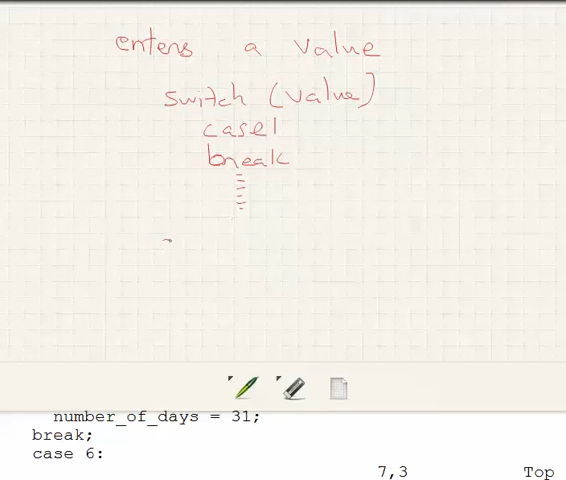 enters a value
switch (value)
case1
break
number_of_days = 31;
break;
case 6:
7,3 Top